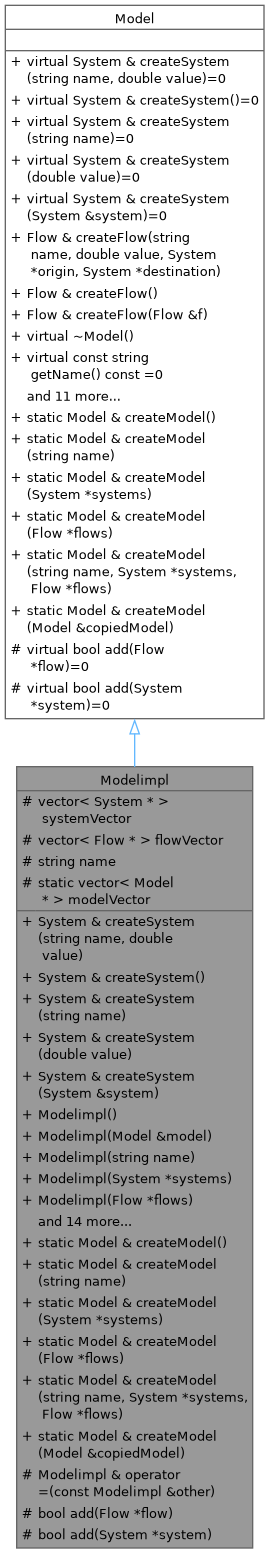 Model
+ virtual System & createSystem
(string name, double value)=0
+ virtual System & createSystem()=0
+ virtual System & createSystem
(string name)=0
+ virtual System & createSystem
(double value)=0
+ virtual System & createSystem
(System &system)=0
+ Flow & createFlow(string
name, double value, System
*origin, System *destination)
+ Flow & createFlow()
+ Flow & createFlow(Flow &f)
+ virtual ~Model()
+ virtual const string
getName() const =0
and 11 more...
+ static Model & createModel()
+ static Model & createModel
(string name)
+ static Model & createModel
(System *systems)
+ static Model & createModel
(Flow *flows)
+ static Model & createModel
(string name, System *systems,
Flow *flows)
+ static Model & createModel
(Model &copiedModel)
# virtual bool add(Flow
*flow)=0
# virtual bool add(System
*system)=0
Modelimpl
# vector< System * >
systemVector
# vector< Flow * > flowVector
# string name
# static vector< Model
* > modelVector
+ System & createSystem
(string name, double
value)
+ System & createSystem()
+ System & createSystem
(string name)
+ System & createSystem
(double value)
+ System & createSystem
(System &system)
+ Modelimpl()
+ Modelimpl(Model &model)
+ Modelimpl(string name)
+ Modelimpl(System *systems)
+ Modelimpl(Flow *flows)
and 14 more...
+ static Model & createModel()
+ static Model & createModel
(string name)
+ static Model & createModel
(System *systems)
+ static Model & createModel
(Flow *flows)
+ static Model & createModel
(string name, System *systems,
Flow *flows)
+ static Model & createModel
(Model &copiedModel)
# Modelimpl & operator
=(const Modelimpl &other)
# bool add(Flow *flow)
# bool add(System *system)